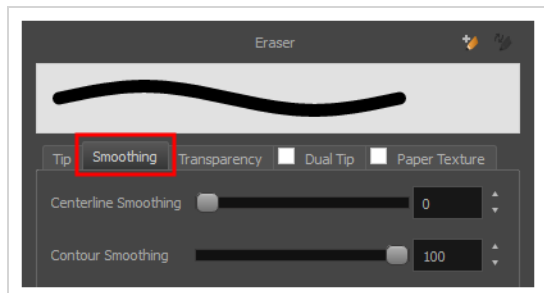 Eraser
Tip Smoothing Transparency Dual Tip Paper Texture
Centerline Smoothing 0
Contour Smoothing 100